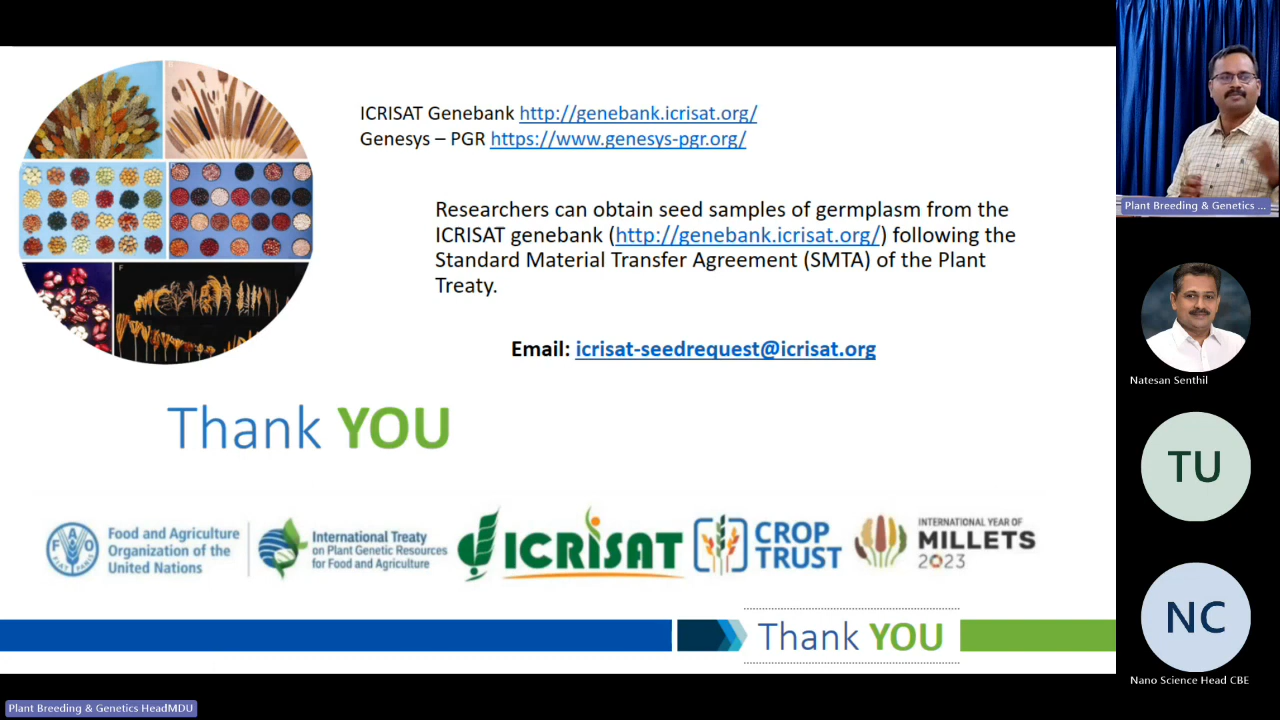 ICRISAT Genebank http://genebank.icrisat.org/
Genesys – PGR https://www.genesys-pgr.org/
Researchers can obtain seed samples of germplasm from the
ICRISAT genebank (http://genebank.icrisat.org/) following the
Standard Material Transfer Agreement (SMTA) of the Plant
Treaty.
Email: icrisat-seedrequest@icrisat.org
Thank YOU
Food and Agriculture
Organization of the
United Nations
International Treaty
on Plant Genetic Resources
for Food and Agriculture
ICRISAT
CROP
TRUST
INTERNATIONAL YEAR OF
MILLETS
2023
Thank YOU
Plant Breeding & Genetics ...
Natesan Senthil
TU
NC
Nano Science Head CBE
Plant Breeding & Genetics HeadMDU